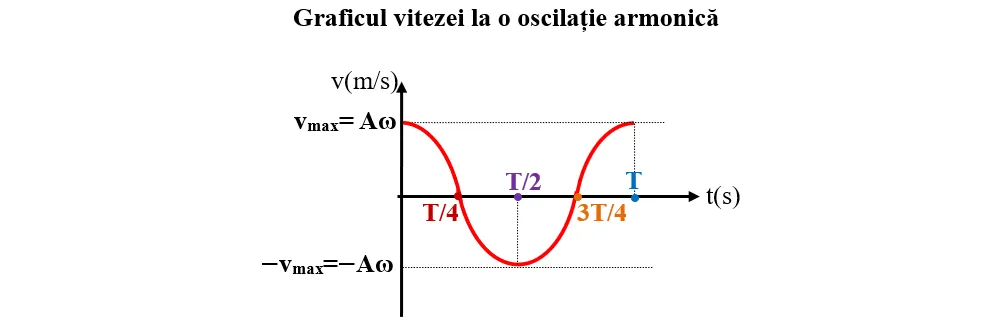 Graficul vitezei la o oscilație armonică
v(m/s)
vmax= Aω
T/2
T
t(s)
T/4
3T/4
−vmax=−Aω